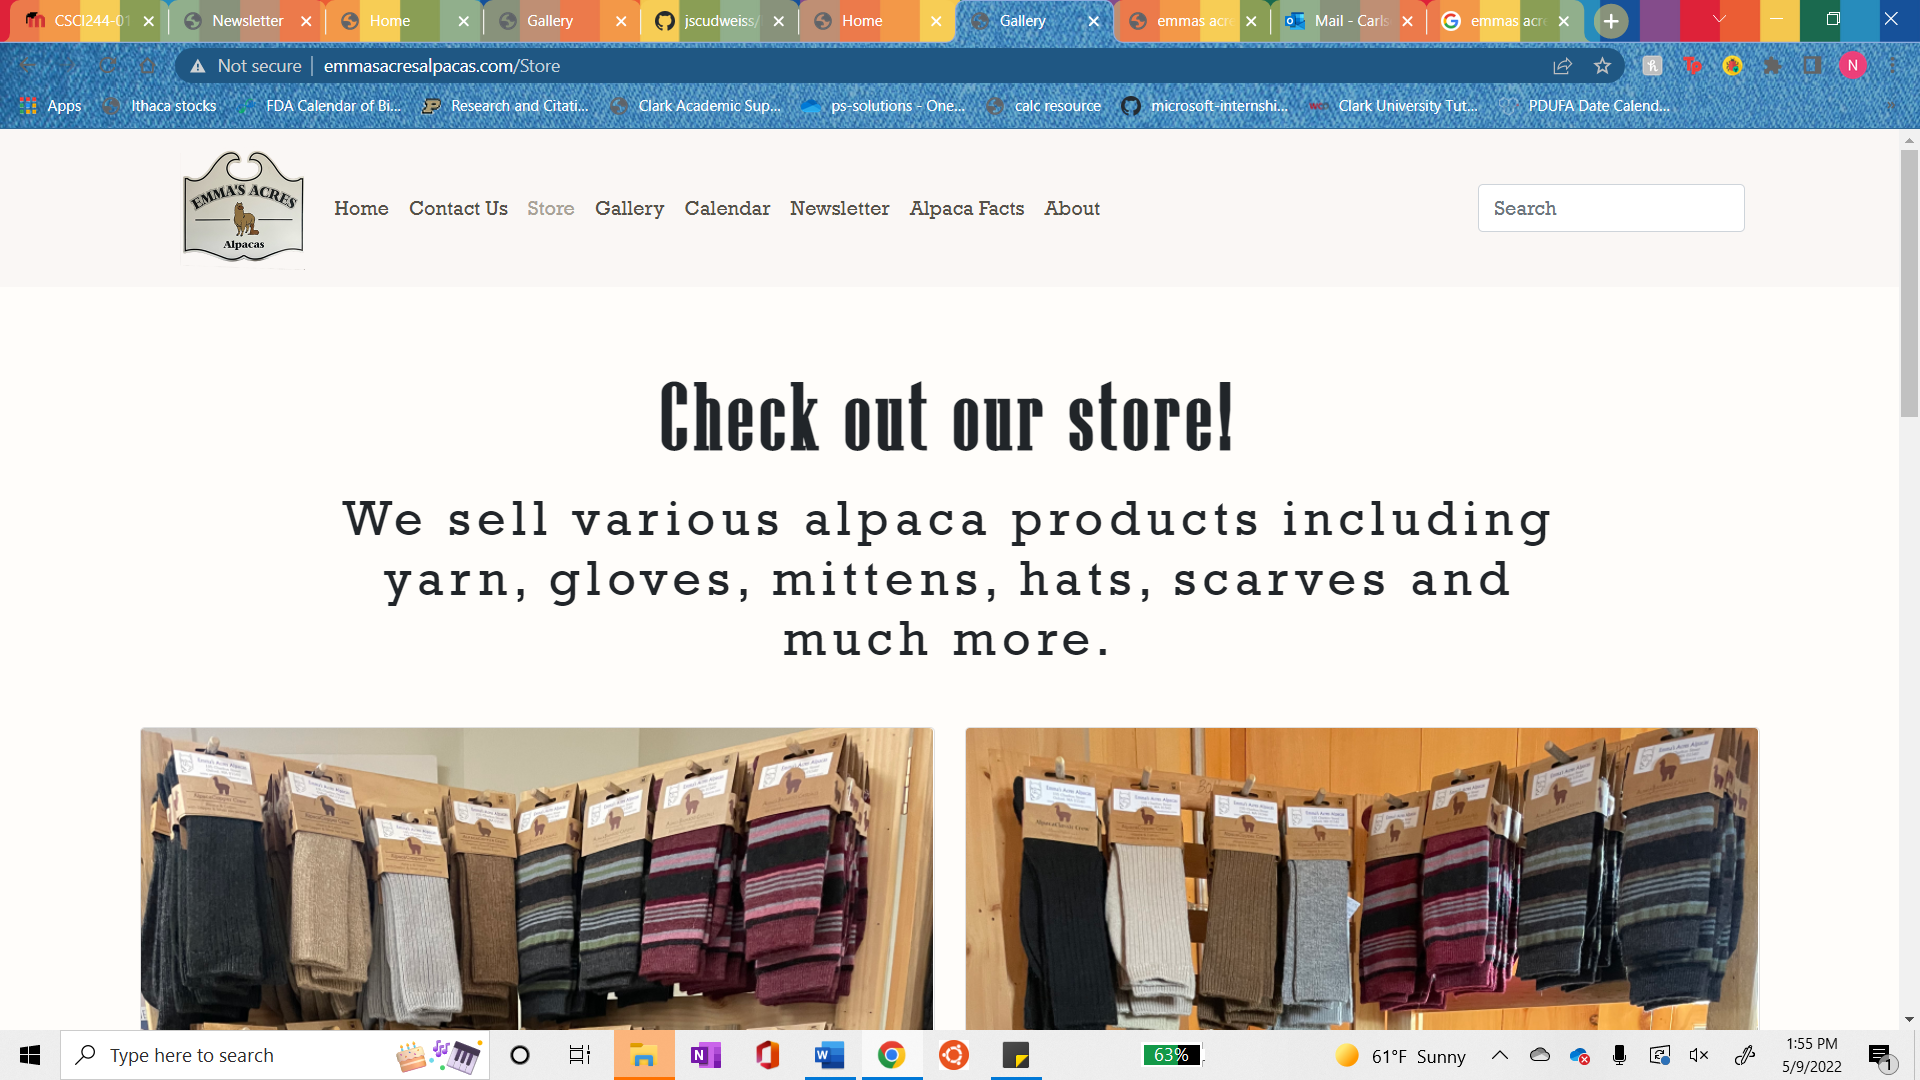 CSCI244-01
Newsletter
Home
Gallery
jscudweiss/
Home
Gallery
emmas acre
Mail - Carls
emmas acre
Not secure
emmasacresalpacas.com/Store
N
Apps
Ithaca stocks
FDA Calendar of Bi...
Research and Citati...
Clark Academic Sup...
ps-solutions - One...
calc resource
microsoft-internshi...
Clark University Tut...
PDUFA Date Calend...
EMMA'S ACRES
Alpacas
Home
Contact Us
Store
Gallery
Calendar
Newsletter
Alpaca Facts
About
Search
Check out our store!
We sell various alpaca products including
yarn, gloves, mittens, hats, scarves and
much more.
Type here to search
63%
61°F Sunny
1:55 PM
5/9/2022
1